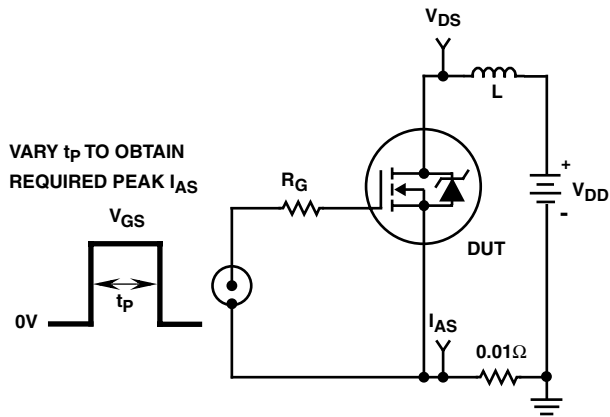 V_DS
L
VARY t_P TO OBTAIN
REQUIRED PEAK I_AS
R_G
+
V_DD
-
V_GS
DUT
t_P
0V
I_AS
0.01Ω